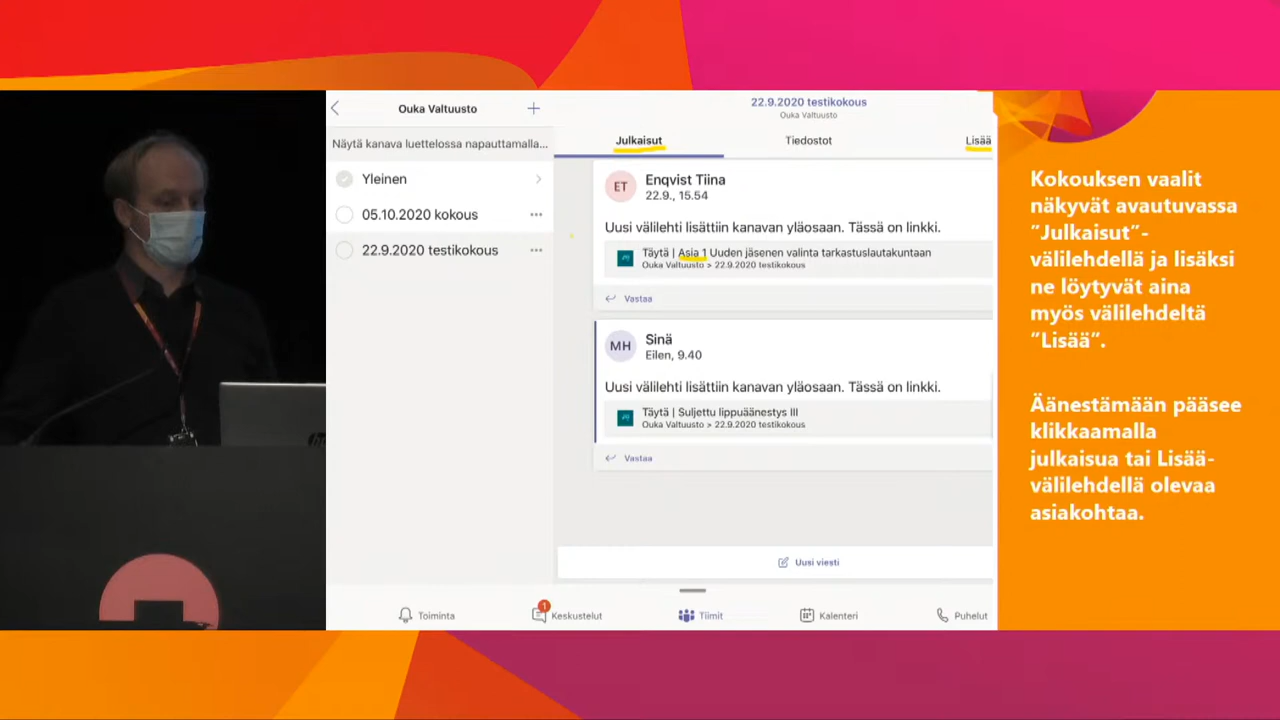 Ouka Valtuusto
Näytä kanava luettelossa napauttamalla...
Yleinen
05.10.2020 kokous
22.9.2020 testikokous
22.9.2020 testikokous
Ouka Valtuusto
Julkaisut
Tiedostot
Lisää
ET
Enqvist Tiina
22.9., 15.54
Uusi välilehti lisättiin kanavan yläosaan. Tässä on linkki.
Täytä | Asia 1 Uuden jäsenen valinta tarkastuslautakuntaan
Ouka Valtuusto > 22.9.2020 testikokous
Vastaa
MH
Sinä
Eilen, 9.40
Uusi välilehti lisättiin kanavan yläosaan. Tässä on linkki.
Täytä | Suljettu lippuäänestys III
Ouka Valtuusto > 22.9.2020 testikokous
Vastaa
Uusi viesti
Toiminta
1
Keskustelut
Tiimit
Kalenteri
Puhelut
Kokouksen vaalit
näkyvät avautuvassa
"Julkaisut"-
välilehdellä ja lisäksi
ne löytyvät aina
myös välilehdeltä
"Lisää".
Äänestämään pääsee
klikkaamalla
julkaisua tai Lisää-
välilehdellä olevaa
asiakohtaa.
hp